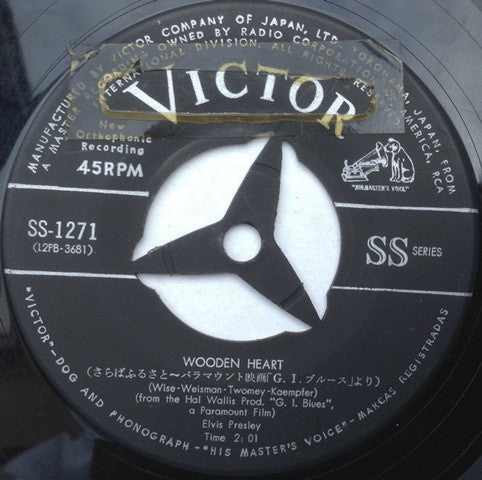 MANUFACTURED BY VICTOR COMPANY OF JAPAN, LTD. YOKOHAMA, JAPAN, FROM
A MASTER RECORDING OWNED BY RADIO CORPORATION OF AMERICA, RCA
INTERNATIONAL DIVISION. ALL RIGHTS RESERVED
VICTOR
New
Orthophonic
Recording
45RPM
"HIS MASTER'S VOICE"
SS-1271
(L2PB-3681)
SS SERIES
WOODEN HEART
(さらばふるさと~パラマウント映画「G.I.ブルース」より)
(Wise-Weisman-Twomey-Kaempfer)
(from the Hal Wallis Prod. "G. I. Blues",
a Paramount Film)
Elvis Presley
Time 2: 01
"VICTOR"-DOG AND PHONOGRAPH-"HIS MASTER'S VOICE"-MARCAS REGISTRADAS